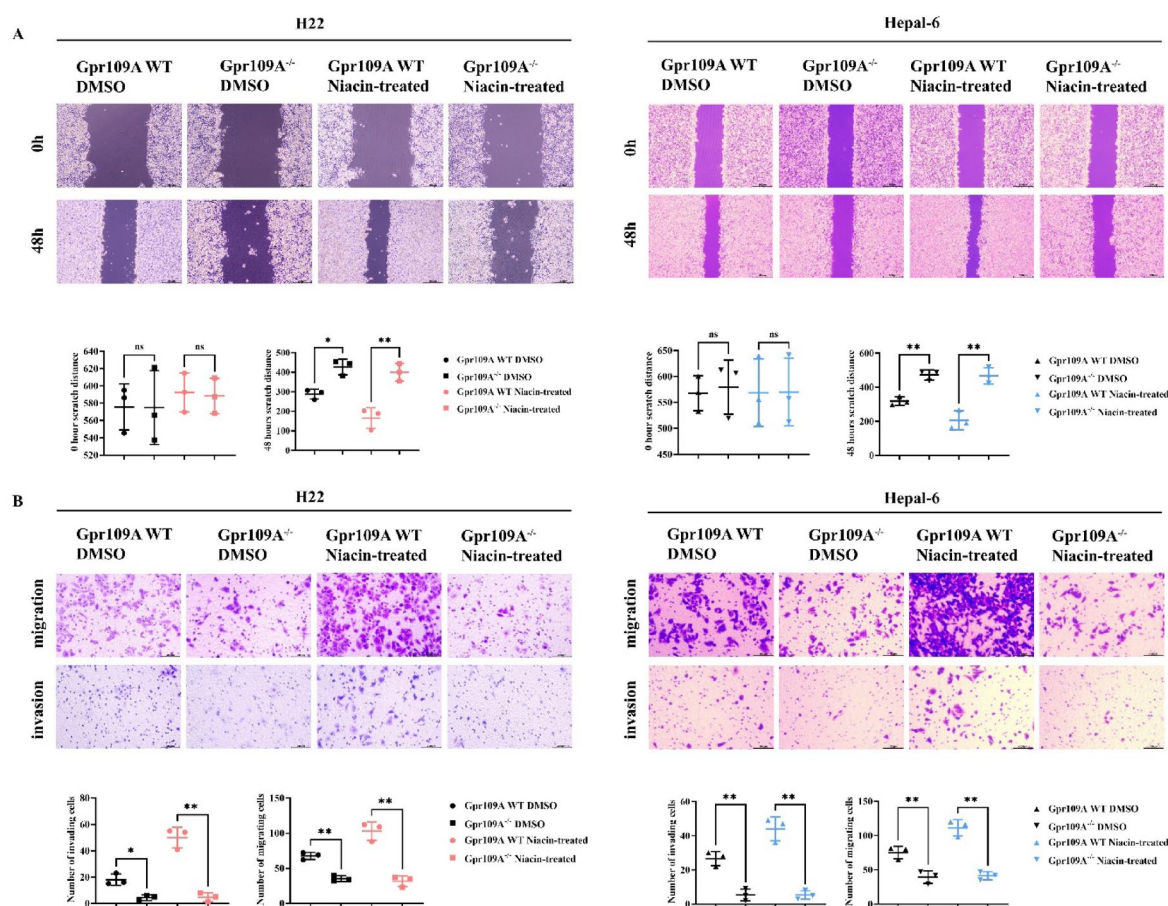 H22
Hepal-6
A
Gpr109A WT DMSO
Gpr109A-/- DMSO
Gpr109A WT Niacin-treated
Gpr109A-/- Niacin-treated
Gpr109A WT DMSO
Gpr109A-/- DMSO
Gpr109A WT Niacin-treated
Gpr109A-/- Niacin-treated
0h
0h
48h
48h
0 hour scratch distance
640
620
600
580
560
540
520
ns
ns
48 hours scratch distance
400
300
200
100
0
*
**
Gpr109A WT DMSO
Gpr109A-/- DMSO
Gpr109A WT Niacin-treated
Gpr109A-/- Niacin-treated
0 hour scratch distance
650
600
550
500
450
ns
ns
48 hours scratch distance
600
400
200
0
**
**
Gpr109A WT DMSO
Gpr109A-/- DMSO
Gpr109A WT Niacin-treated
Gpr109A-/- Niacin-treated
B
H22
Hepal-6
Gpr109A WT DMSO
Gpr109A-/- DMSO
Gpr109A WT Niacin-treated
Gpr109A-/- Niacin-treated
Gpr109A WT DMSO
Gpr109A-/- DMSO
Gpr109A WT Niacin-treated
Gpr109A-/- Niacin-treated
migration
migration
invasion
invasion
Number of invading cells
80
60
40
20
0
*
**
Number of migrating cells
150
100
50
0
**
**
Gpr109A WT DMSO
Gpr109A-/- DMSO
Gpr109A WT Niacin-treated
Gpr109A-/- Niacin-treated
Number of invading cells
60
40
20
0
**
**
Number of migrating cells
150
100
50
0
**
**
Gpr109A WT DMSO
Gpr109A-/- DMSO
Gpr109A WT Niacin-treated
Gpr109A-/- Niacin-treated